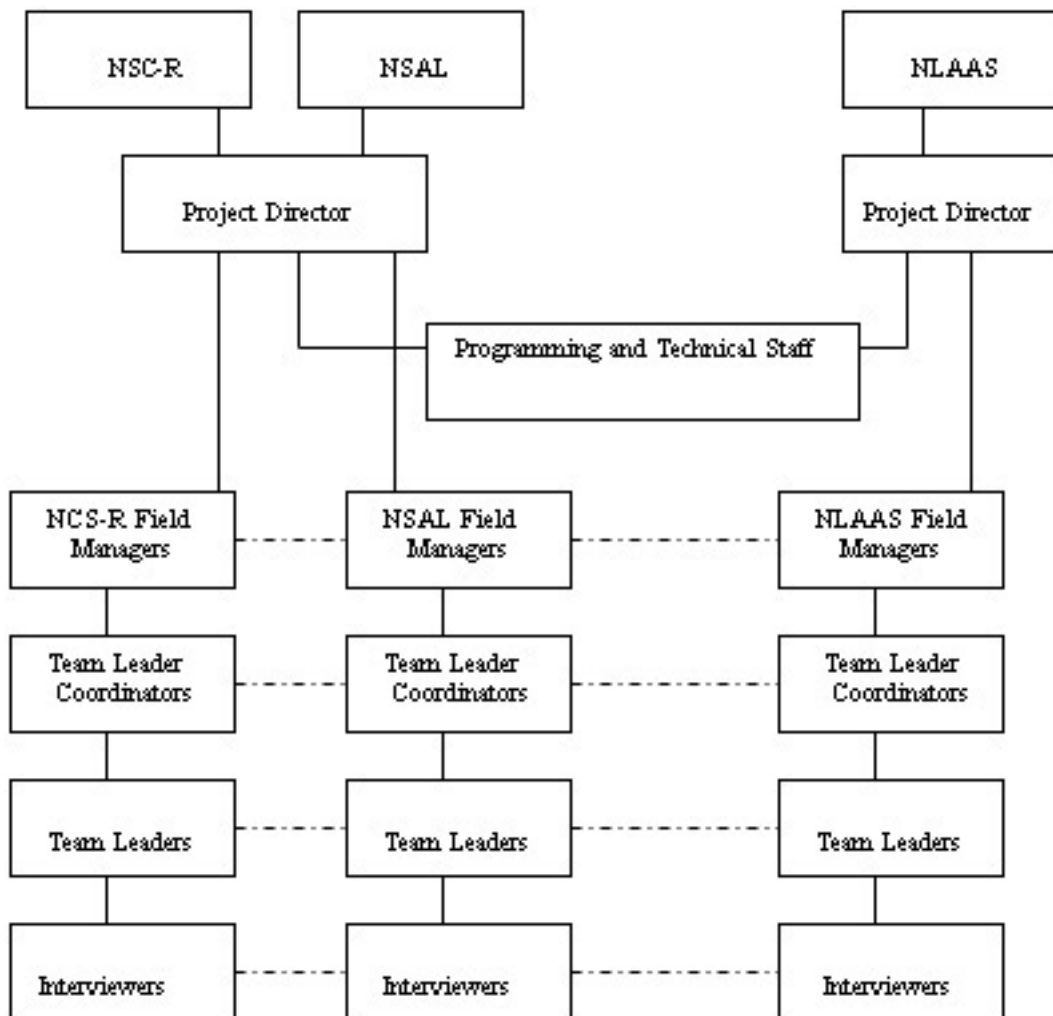 NSC-R
NSAL
NLAAS
Project Director
Project Director
Programming and Technical Staff
NCS-R Field
Managers
NSAL Field
Managers
NLAAS Field
Managers
Team Leader
Coordinators
Team Leader
Coordinators
Team Leader
Coordinators
Team Leaders
Team Leaders
Team Leaders
Interviewers
Interviewers
Interviewers